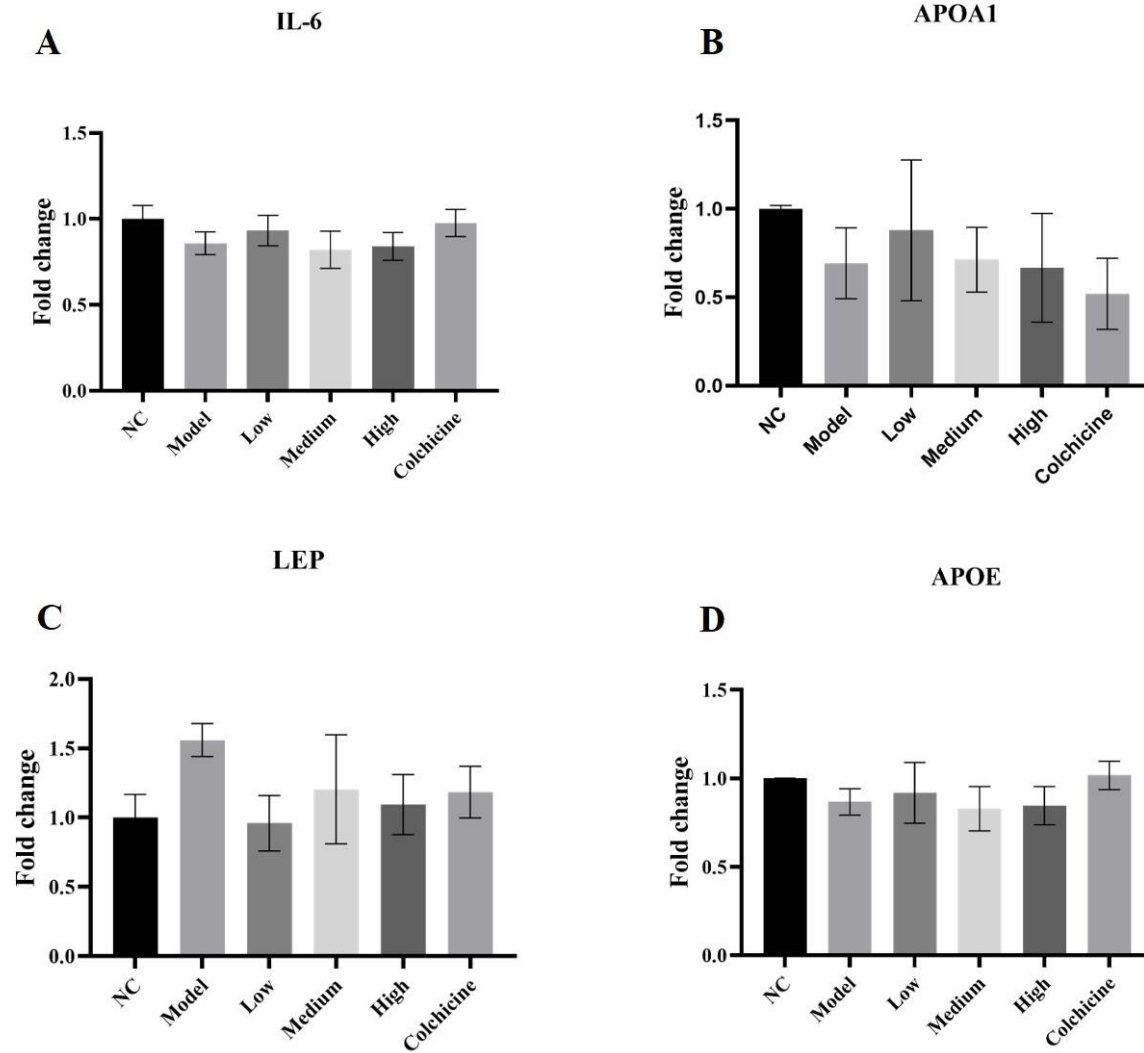 A
IL-6
Fold change
1.5
1.0
0.5
0.0
NC
Model
Low
Medium
High
Colchicine
B
APOA1
Fold change
1.5
1.0
0.5
0.0
NC
Model
Low
Medium
High
Colchicine
C
LEP
Fold change
2.0
1.5
1.0
0.5
0.0
NC
Model
Low
Medium
High
Colchicine
D
APOE
Fold change
1.5
1.0
0.5
0.0
NC
Model
Low
Medium
High
Colchicine